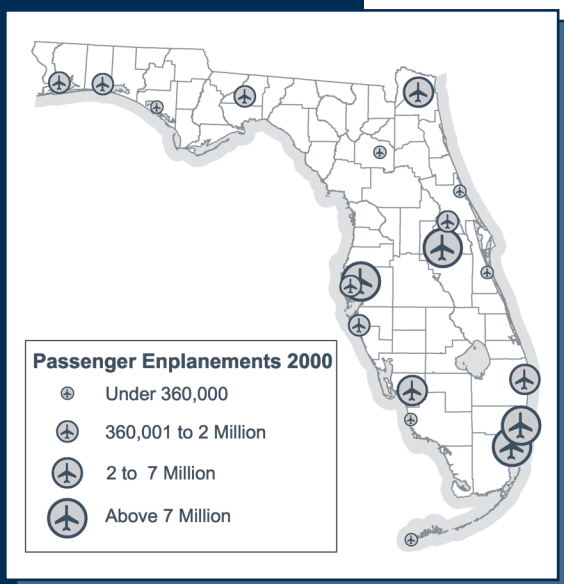 Passenger Enplanements 2000
Under 360,000
360,001 to 2 Million
2 to 7 Million
Above 7 Million